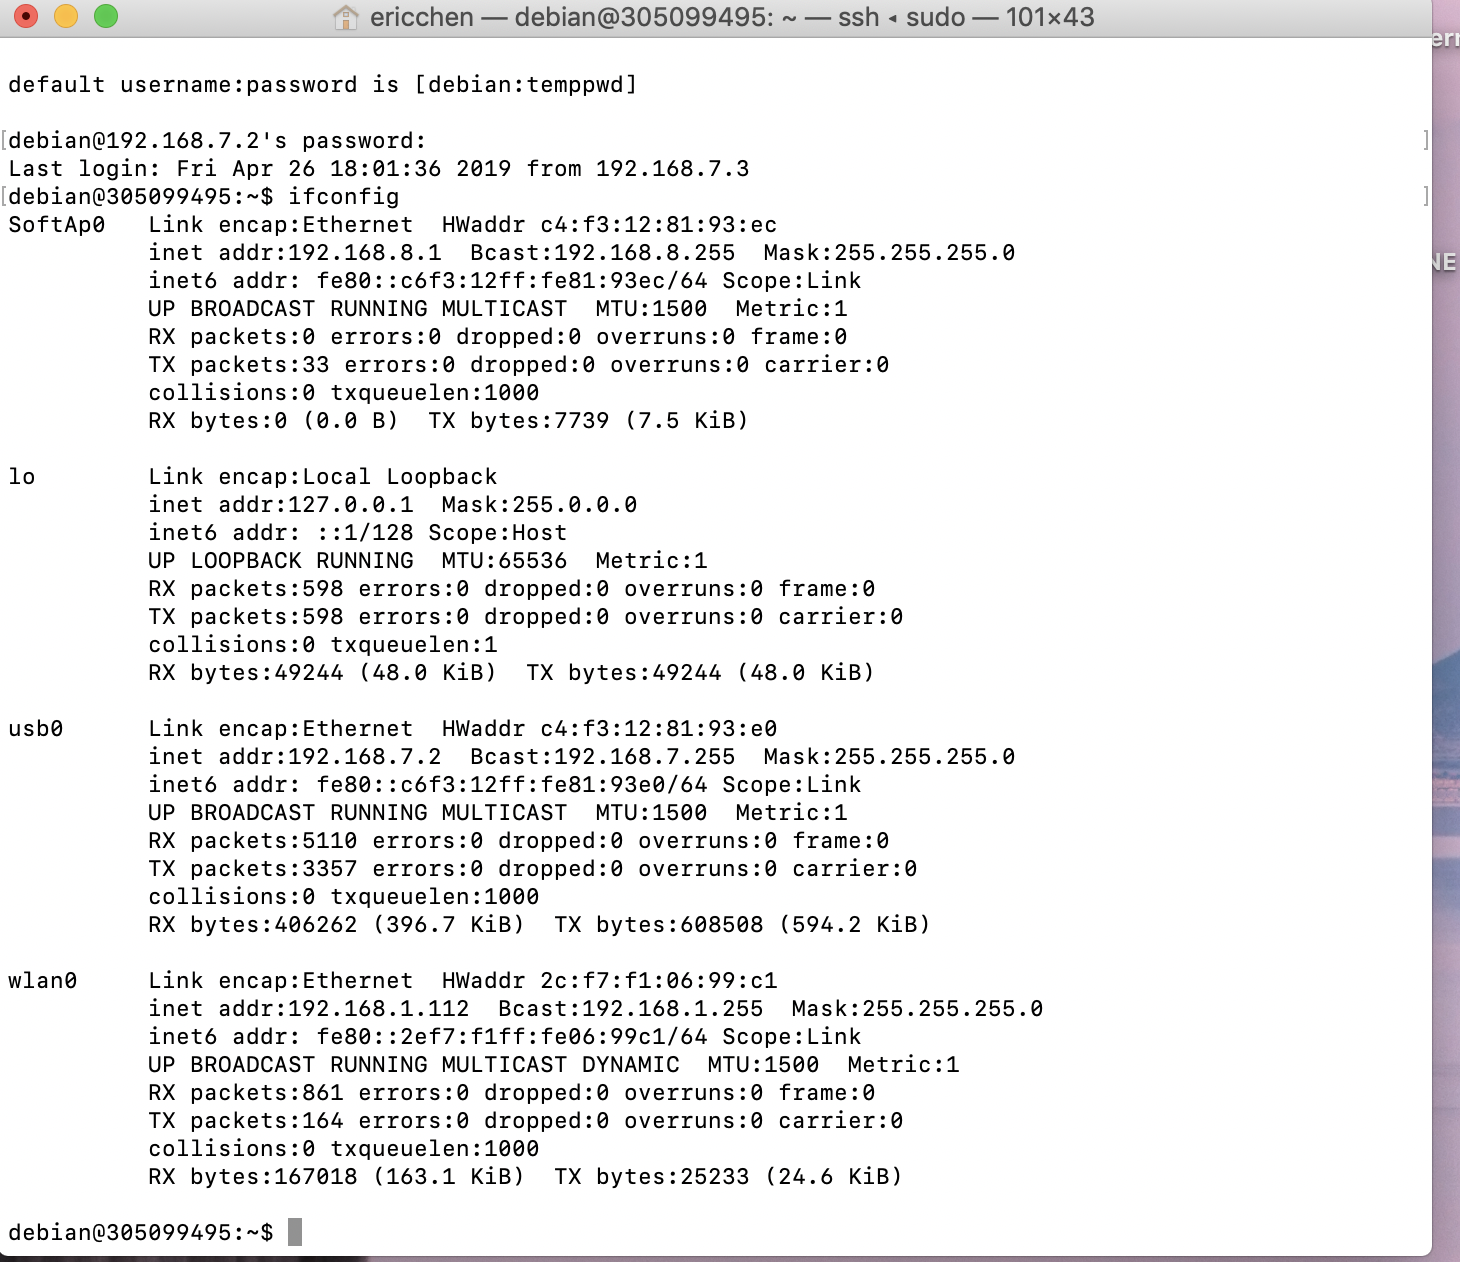 ericchen — debian@305099495: ~ — ssh ◂ sudo — 101×43
default username:password is [debian:temppwd]
[debian@192.168.7.2's password: ]
Last login: Fri Apr 26 18:01:36 2019 from 192.168.7.3
[debian@305099495:~$ ifconfig ]
SoftAp0   Link encap:Ethernet  HWaddr c4:f3:12:81:93:ec
          inet addr:192.168.8.1  Bcast:192.168.8.255  Mask:255.255.255.0
          inet6 addr: fe80::c6f3:12ff:fe81:93ec/64 Scope:Link
          UP BROADCAST RUNNING MULTICAST  MTU:1500  Metric:1
          RX packets:0 errors:0 dropped:0 overruns:0 frame:0
          TX packets:33 errors:0 dropped:0 overruns:0 carrier:0
          collisions:0 txqueuelen:1000
          RX bytes:0 (0.0 B)  TX bytes:7739 (7.5 KiB)
lo        Link encap:Local Loopback
          inet addr:127.0.0.1  Mask:255.0.0.0
          inet6 addr: ::1/128 Scope:Host
          UP LOOPBACK RUNNING  MTU:65536  Metric:1
          RX packets:598 errors:0 dropped:0 overruns:0 frame:0
          TX packets:598 errors:0 dropped:0 overruns:0 carrier:0
          collisions:0 txqueuelen:1
          RX bytes:49244 (48.0 KiB)  TX bytes:49244 (48.0 KiB)
usb0      Link encap:Ethernet  HWaddr c4:f3:12:81:93:e0
          inet addr:192.168.7.2  Bcast:192.168.7.255  Mask:255.255.255.0
          inet6 addr: fe80::c6f3:12ff:fe81:93e0/64 Scope:Link
          UP BROADCAST RUNNING MULTICAST  MTU:1500  Metric:1
          RX packets:5110 errors:0 dropped:0 overruns:0 frame:0
          TX packets:3357 errors:0 dropped:0 overruns:0 carrier:0
          collisions:0 txqueuelen:1000
          RX bytes:406262 (396.7 KiB)  TX bytes:608508 (594.2 KiB)
wlan0     Link encap:Ethernet  HWaddr 2c:f7:f1:06:99:c1
          inet addr:192.168.1.112  Bcast:192.168.1.255  Mask:255.255.255.0
          inet6 addr: fe80::2ef7:f1ff:fe06:99c1/64 Scope:Link
          UP BROADCAST RUNNING MULTICAST DYNAMIC  MTU:1500  Metric:1
          RX packets:861 errors:0 dropped:0 overruns:0 frame:0
          TX packets:164 errors:0 dropped:0 overruns:0 carrier:0
          collisions:0 txqueuelen:1000
          RX bytes:167018 (163.1 KiB)  TX bytes:25233 (24.6 KiB)
debian@305099495:~$